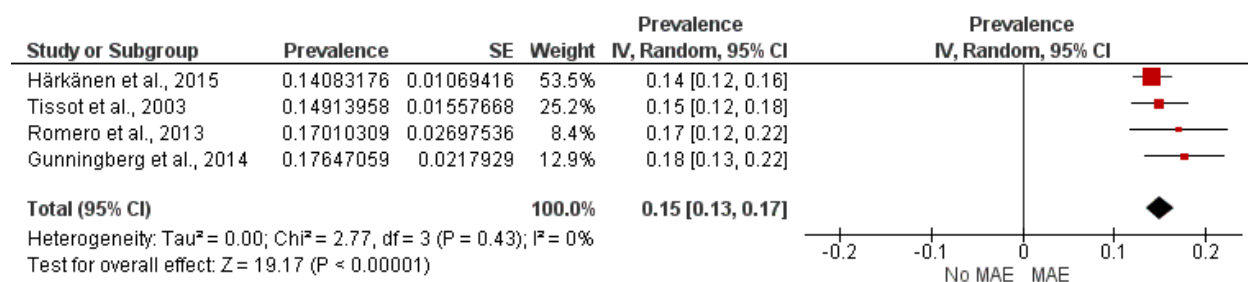 Prevalence Prevalence
Study or Subgroup Prevalence SE Weight IV, Random, 95% CI IV, Random, 95% CI
Härkänen et al., 2015 0.14083176 0.01069416 53.5% 0.14 [0.12, 0.16]
Tissot et al., 2003 0.14913958 0.01557668 25.2% 0.15 [0.12, 0.18]
Romero et al., 2013 0.17010309 0.02697536 8.4% 0.17 [0.12, 0.22]
Gunningberg et al., 2014 0.17647059 0.0217929 12.9% 0.18 [0.13, 0.22]
Total (95% CI) 100.0% 0.15 [0.13, 0.17]
Heterogeneity: Tau² = 0.00; Chi² = 2.77, df = 3 (P = 0.43); I² = 0%
Test for overall effect: Z = 19.17 (P < 0.00001)
-0.2 -0.1 0 0.1 0.2
No MAE MAE